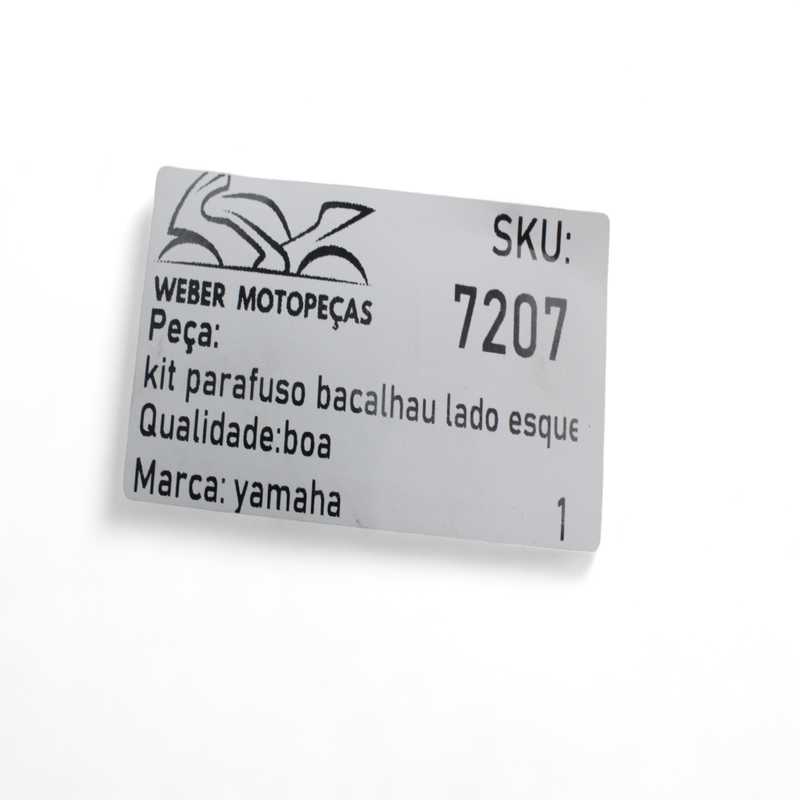 WEBER MOTOPEÇAS
SKU:
7207
Peça:
kit parafuso bacalhau lado esque
Qualidade:boa
Marca: yamaha
1